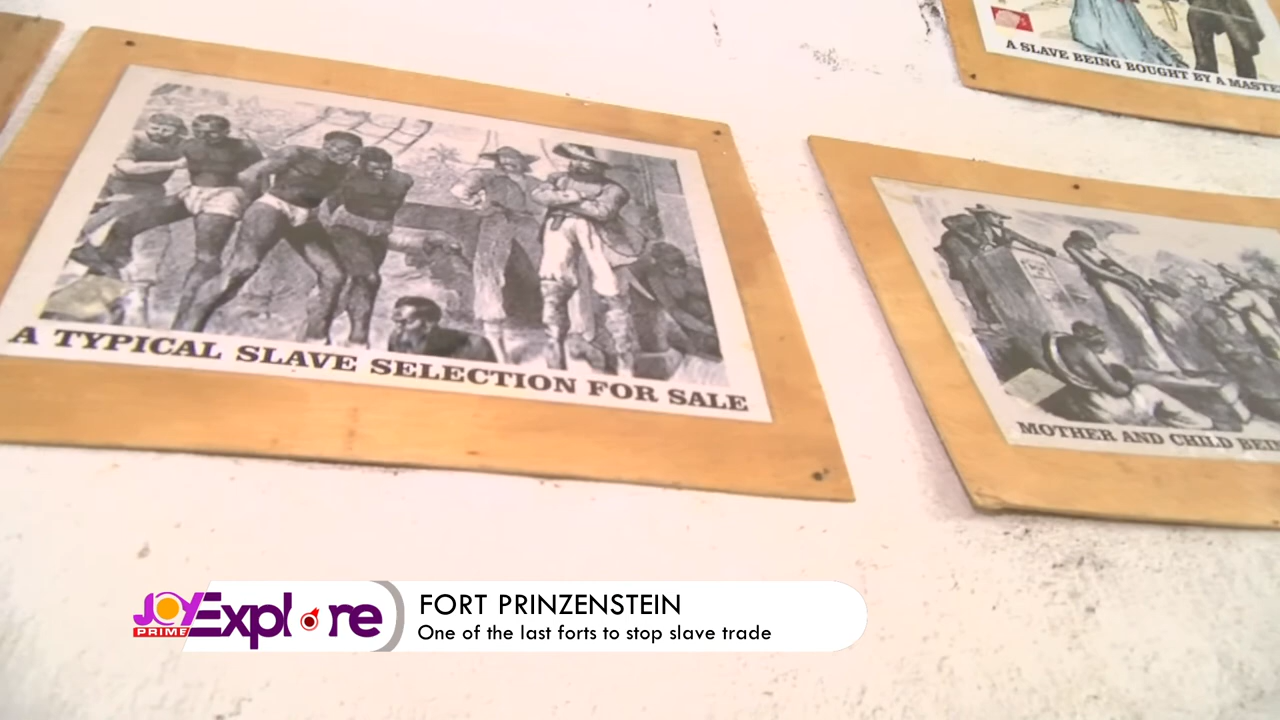 A SLAVE BEING BOUGHT BY A MASTE
A TYPICAL SLAVE SELECTION FOR SALE
MOTHER AND CHILD BEIN
JOY PRIME Explore
FORT PRINZENSTEIN
One of the last forts to stop slave trade